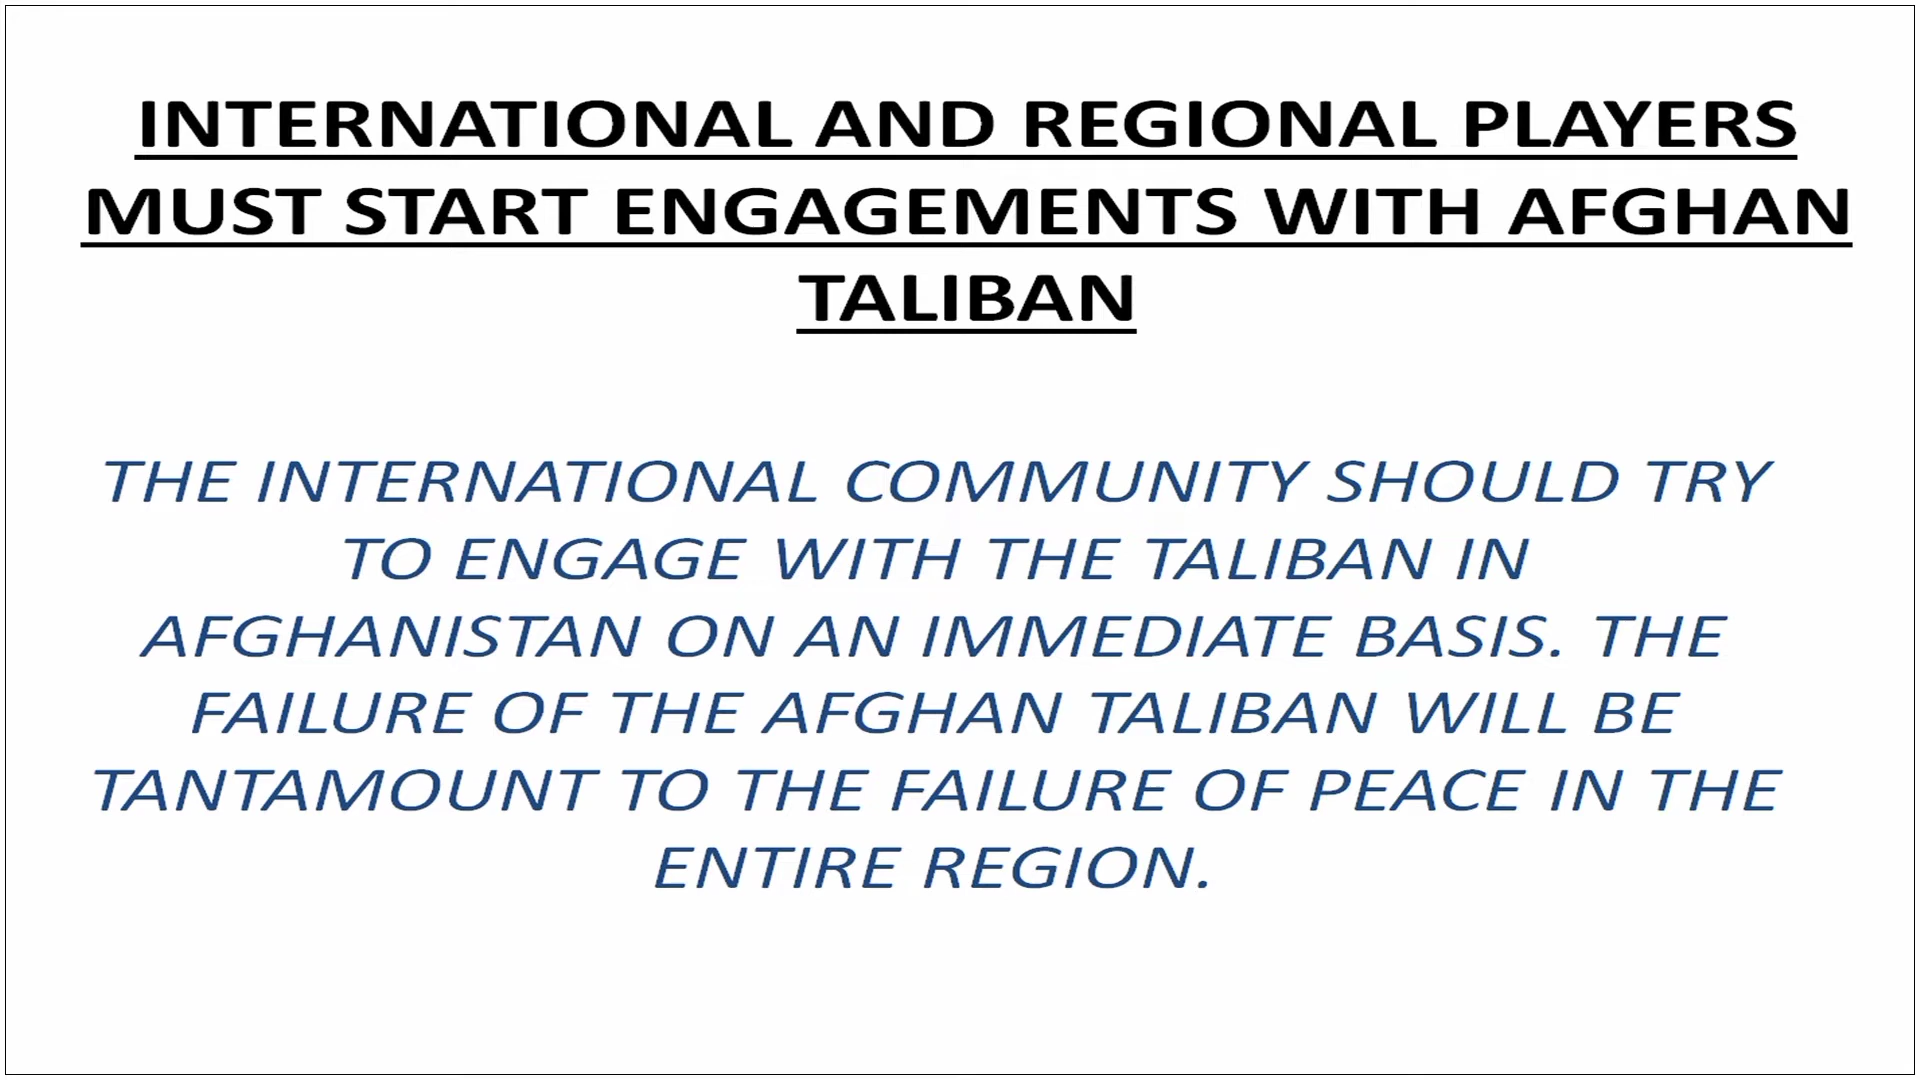 INTERNATIONAL AND REGIONAL PLAYERS
MUST START ENGAGEMENTS WITH AFGHAN
TALIBAN
THE INTERNATIONAL COMMUNITY SHOULD TRY
TO ENGAGE WITH THE TALIBAN IN
AFGHANISTAN ON AN IMMEDIATE BASIS. THE
FAILURE OF THE AFGHAN TALIBAN WILL BE
TANTAMOUNT TO THE FAILURE OF PEACE IN THE
ENTIRE REGION.